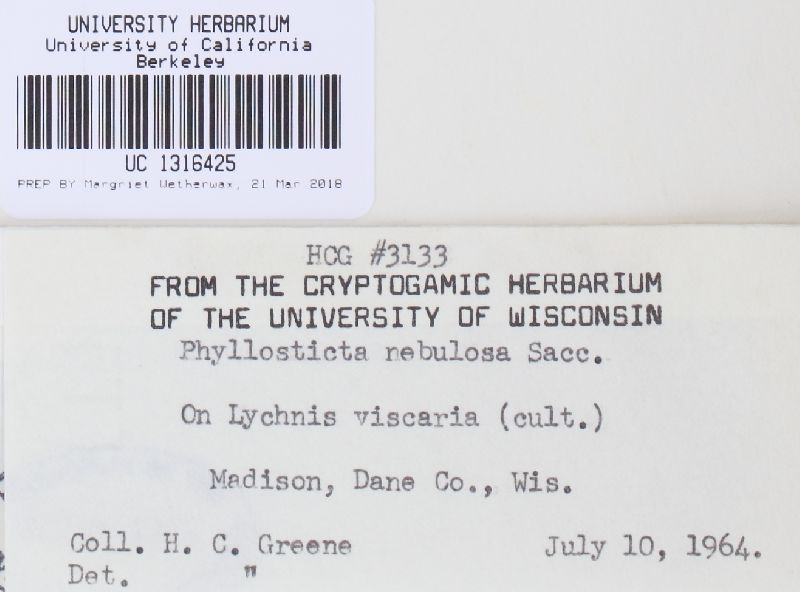 UNIVERSITY HERBARIUM
University of California
Berkeley
UC 1316425
PREP BY Margriet Wetherwax, 21 Mar 2018
HCG #3133
FROM THE CRYPTOGAMIC HERBARIUM
OF THE UNIVERSITY OF WISCONSIN
Phyllosticta nebulosa Sacc.
On Lychnis viscaria (cult.)
Madison, Dane Co., Wis.
Coll. H. C. Greene July 10, 1964.
Det. "